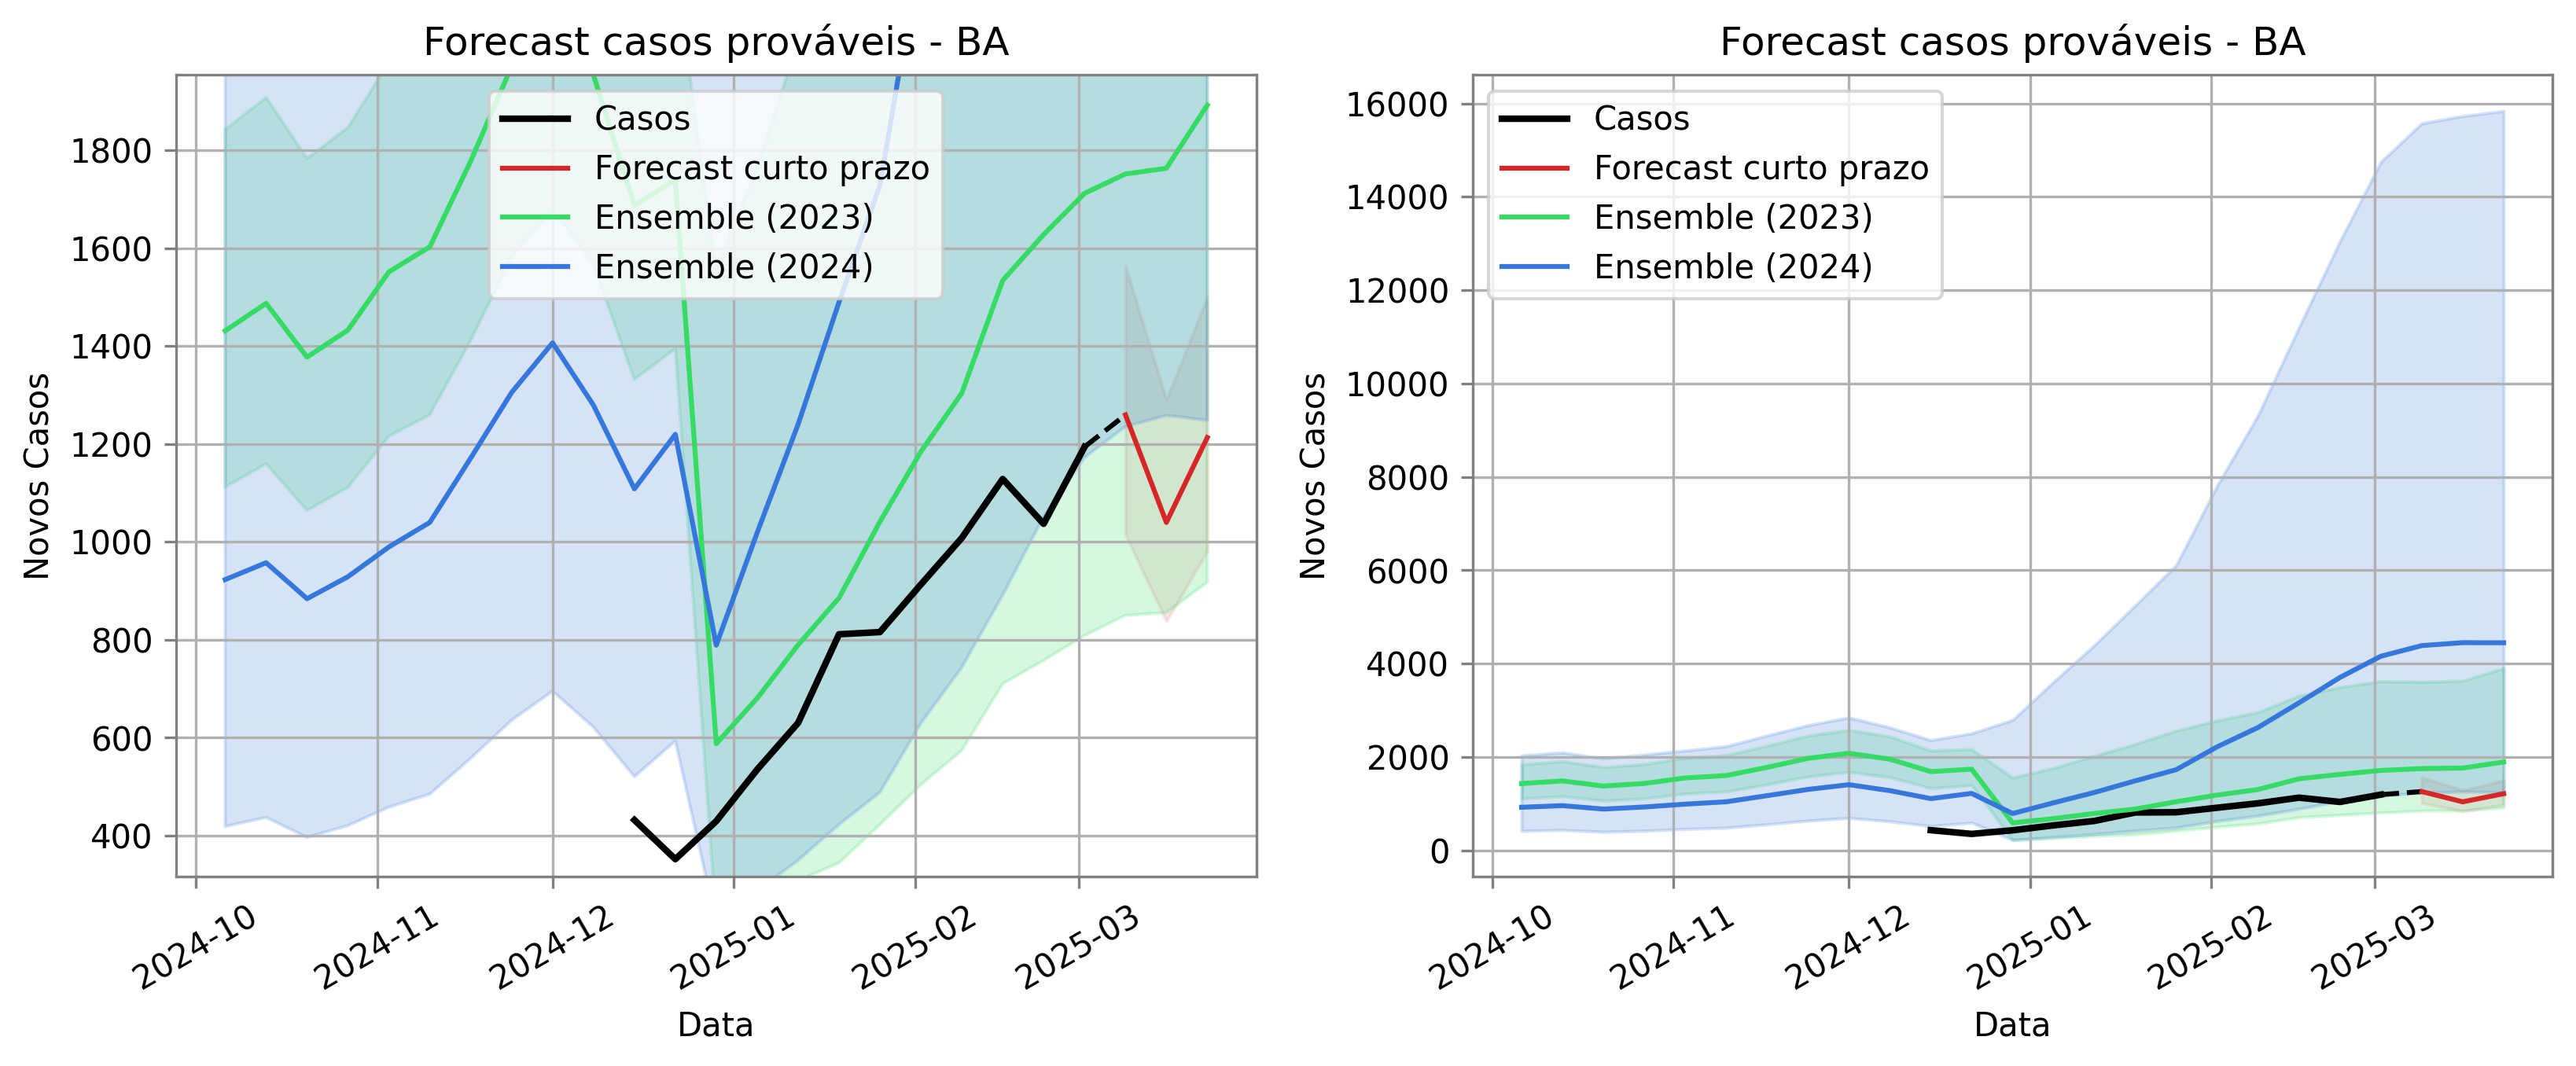 Forecast casos prováveis - BA
Novos Casos
1800
1600
1400
1200
1000
800
600
400
Casos
Forecast curto prazo
Ensemble (2023)
Ensemble (2024)
2024-10
2024-11
2024-12
2025-01
2025-02
2025-03
Data
Forecast casos prováveis - BA
Novos Casos
16000
14000
12000
10000
8000
6000
4000
2000
0
Casos
Forecast curto prazo
Ensemble (2023)
Ensemble (2024)
2024-10
2024-11
2024-12
2025-01
2025-02
2025-03
Data